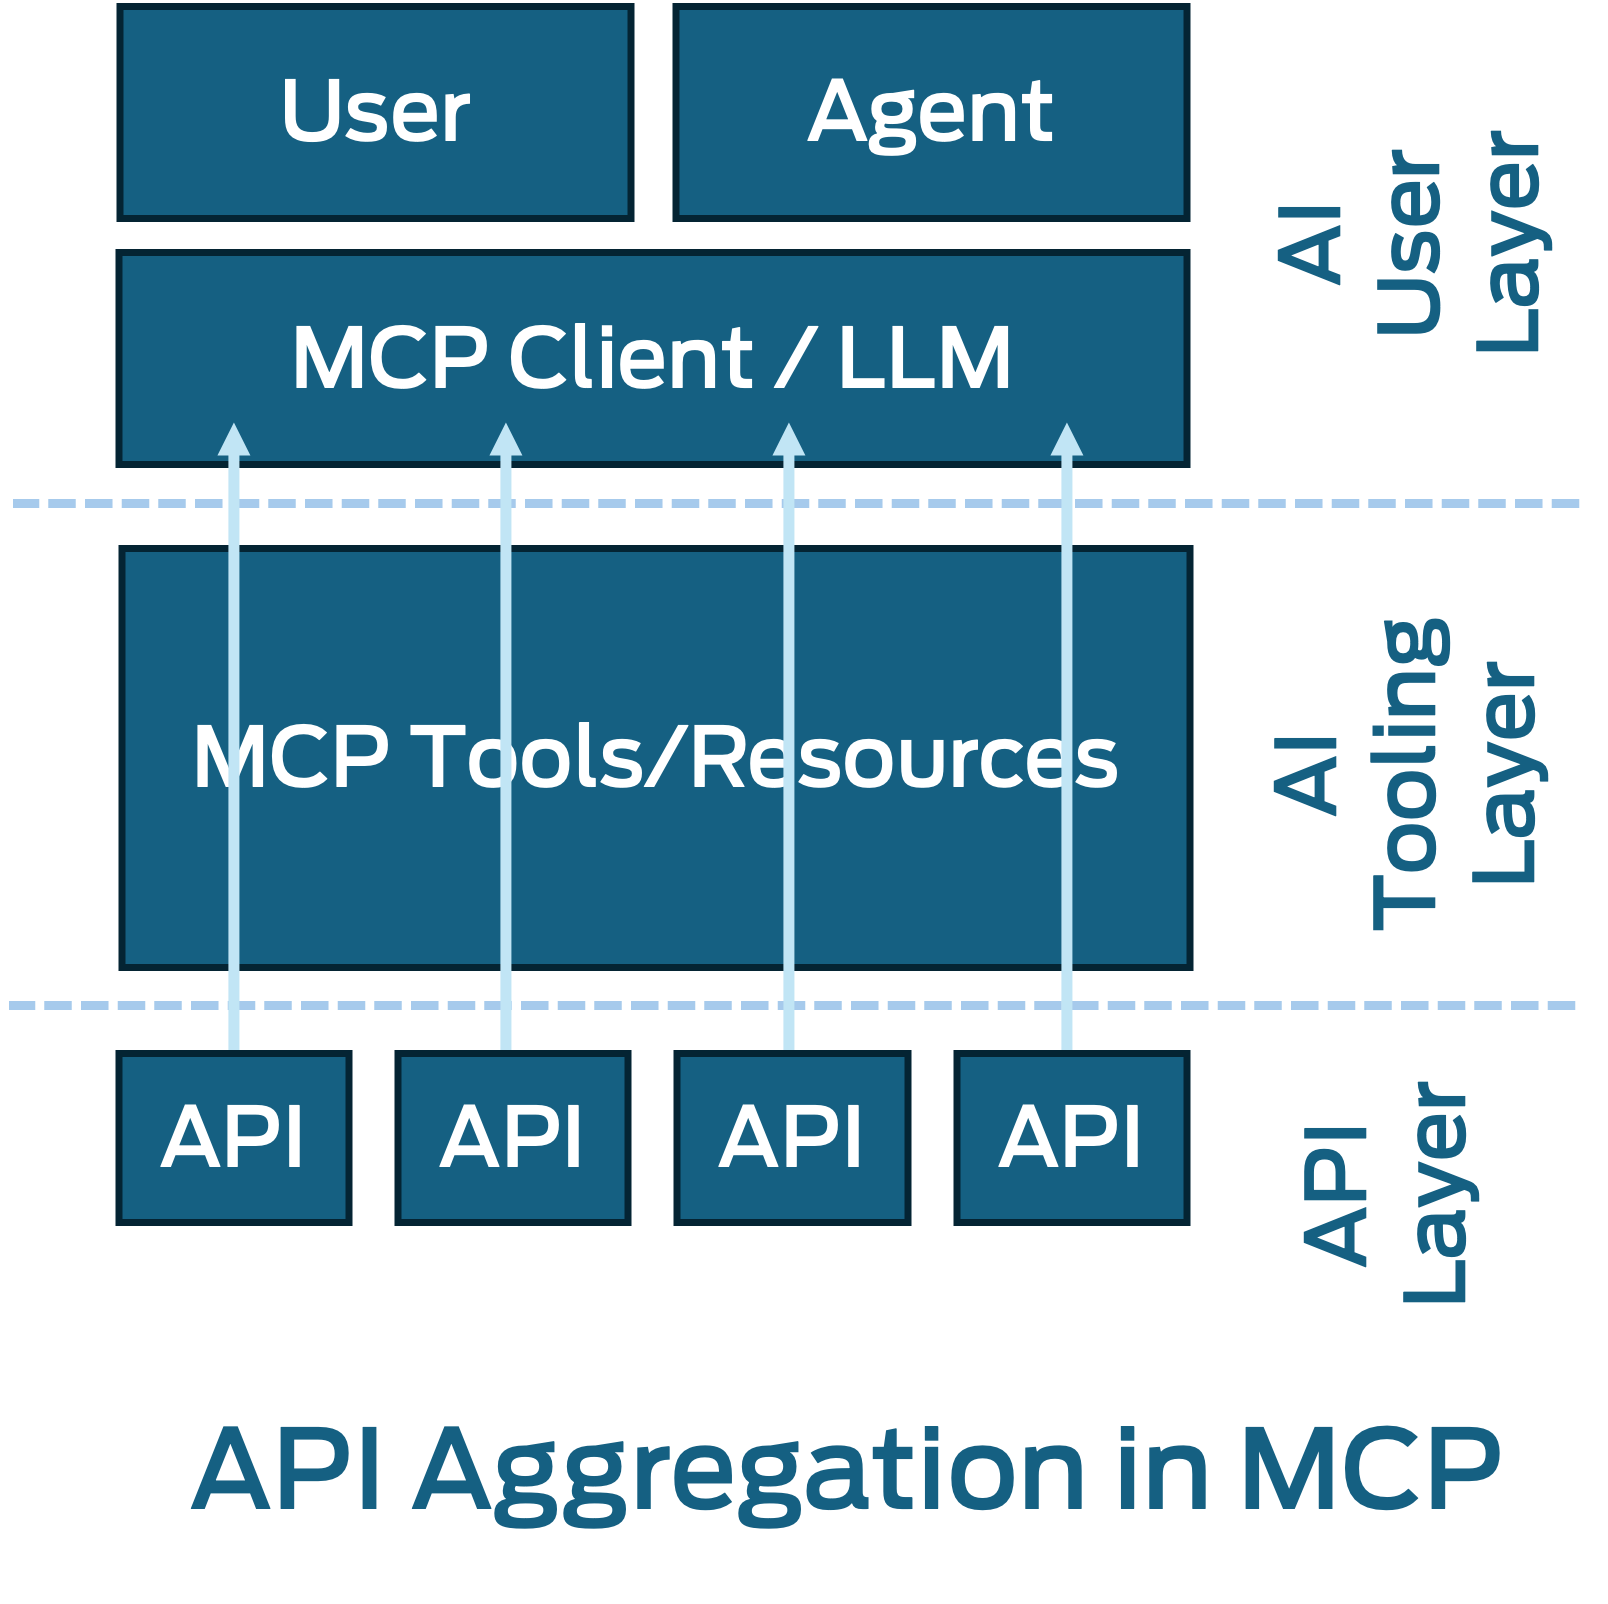 User
Agent
MCP Client / LLM
AI
User
Layer
MCP Tools/Resources
AI
Tooling
Layer
API
API
API
API
API
Layer
API Aggregation in MCP